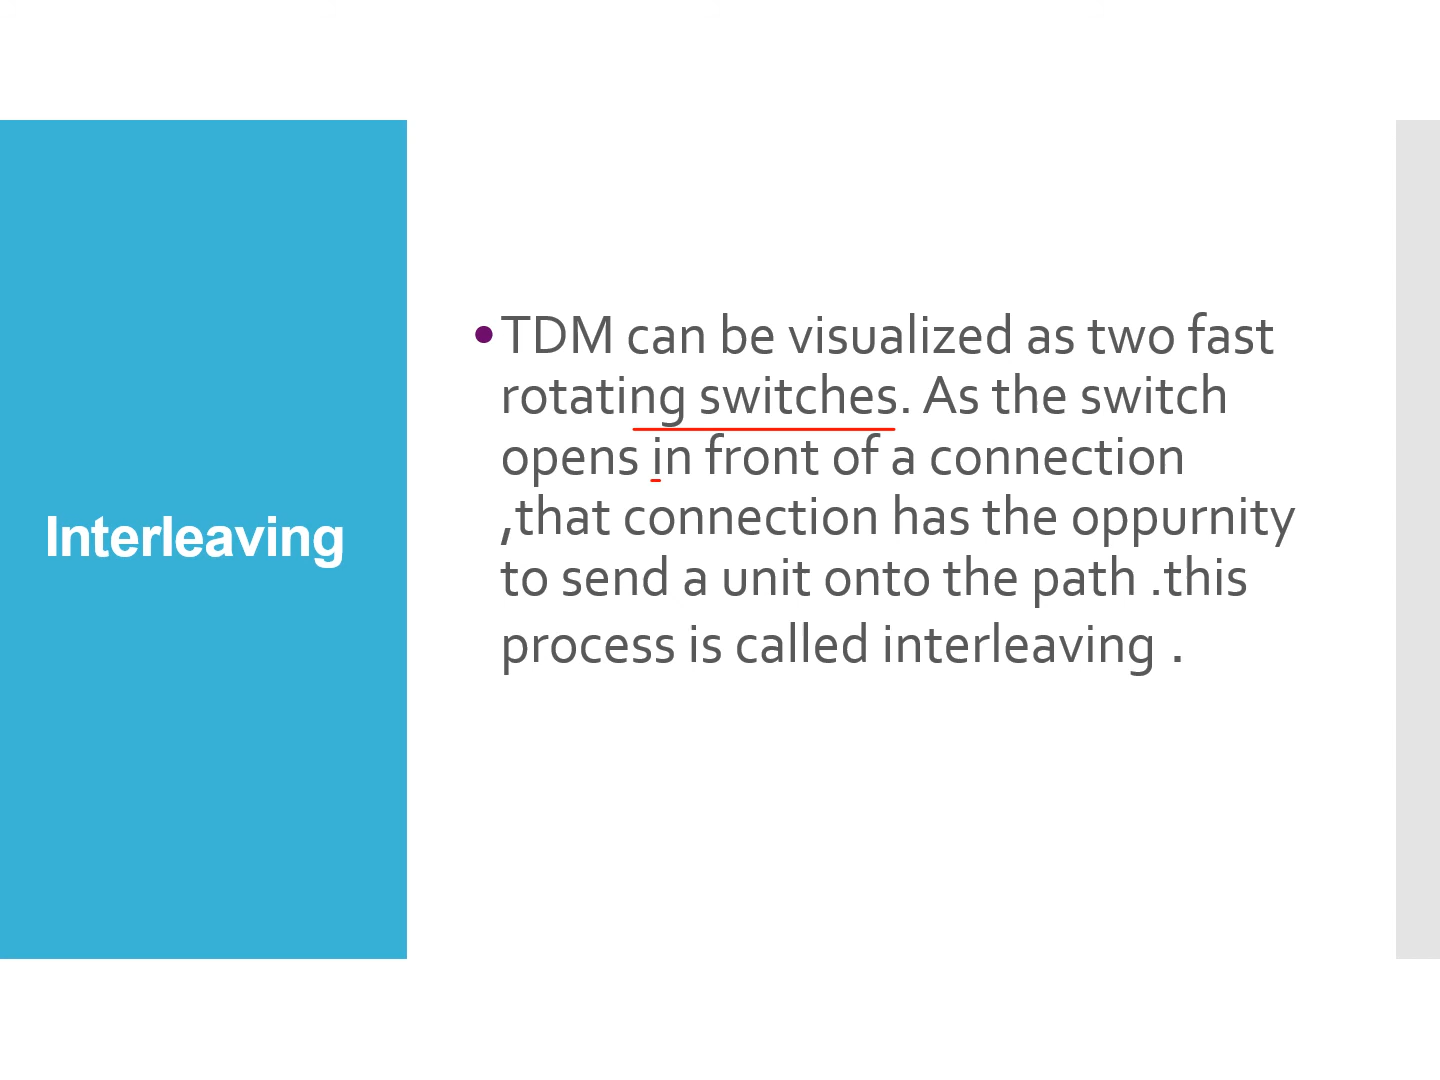 Interleaving
•TDM can be visualized as two fast
rotating switches. As the switch
opens in front of a connection
,that connection has the oppurnity
to send a unit onto the path .this
process is called interleaving .